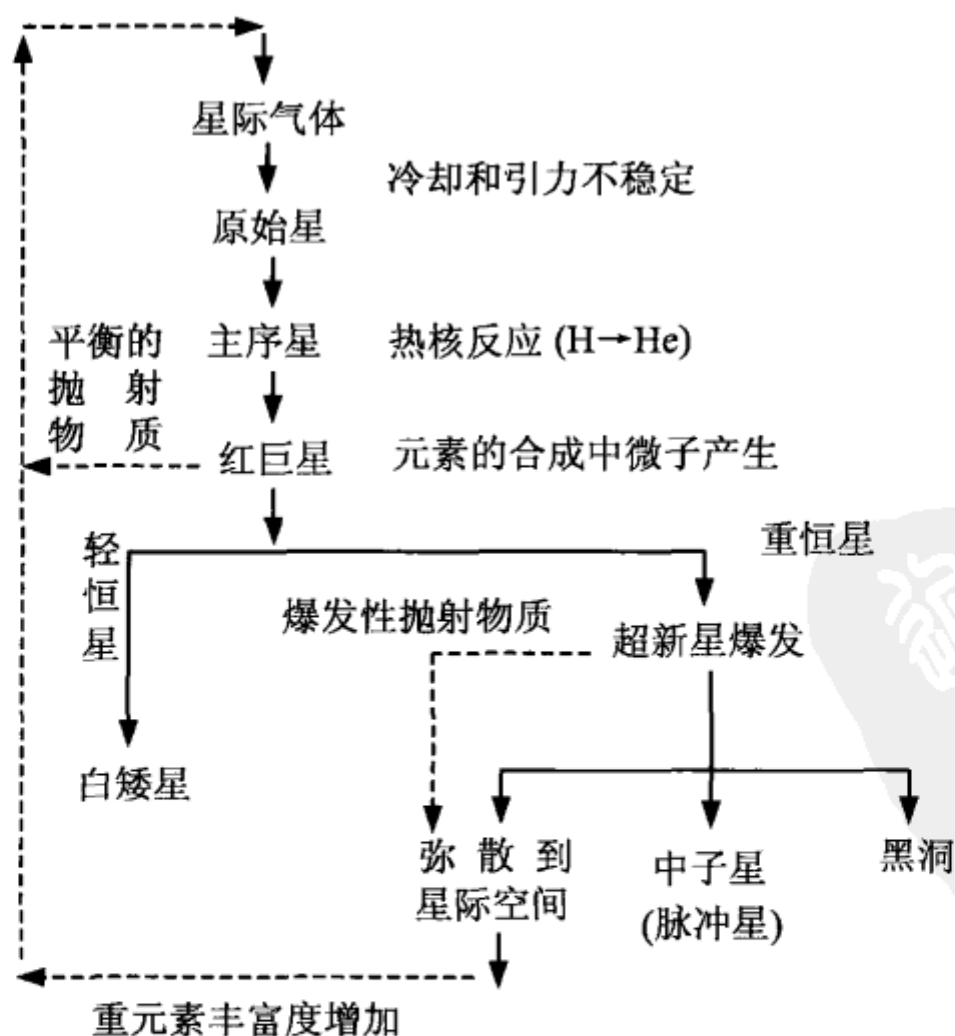 星际气体
冷却和引力不稳定
原始星
平衡的
抛射
物质
主序星
热核反应 (H→He)
红巨星
元素的合成中微子产生
轻
恒
星
重恒星
爆发性抛射物质
超新星爆发
白矮星
弥散到
星际空间
中子星
(脉冲星)
黑洞
重元素丰富度增加